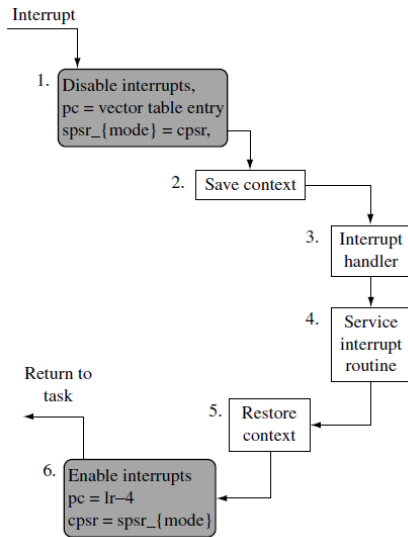 Interrupt
1.
Disable interrupts,
pc = vector table entry
spsr_{mode} = cpsr,
2.
Save context
3.
Interrupt
handler
4.
Service
interrupt
routine
5.
Restore
context
Return to
task
6.
Enable interrupts
pc = lr–4
cpsr = spsr_{mode}